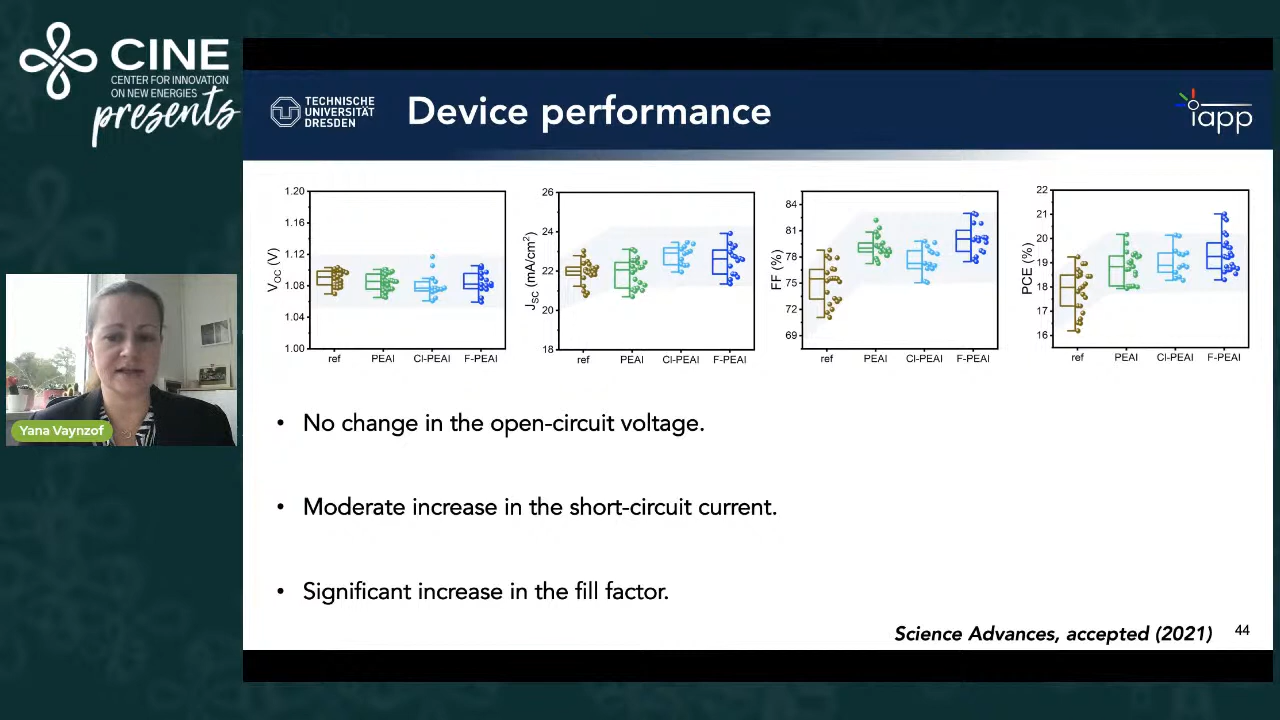 CINE
CENTER FOR INNOVATION
ON NEW ENERGIES
presents
TECHNISCHE
UNIVERSITÄT
DRESDEN
Device performance
iapp
Yana Vaynzof
1.20
1.16
1.12
1.08
1.04
1.00
VOC (V)
ref PEAI Cl-PEAI F-PEAI
26
24
22
20
18
JSC (mA/cm²)
ref PEAI Cl-PEAI F-PEAI
84
81
78
75
72
69
FF (%)
ref PEAI Cl-PEAI F-PEAI
22
21
20
19
18
17
16
PCE (%)
ref PEAI Cl-PEAI F-PEAI
• No change in the open-circuit voltage.
• Moderate increase in the short-circuit current.
• Significant increase in the fill factor.
Science Advances, accepted (2021) 44